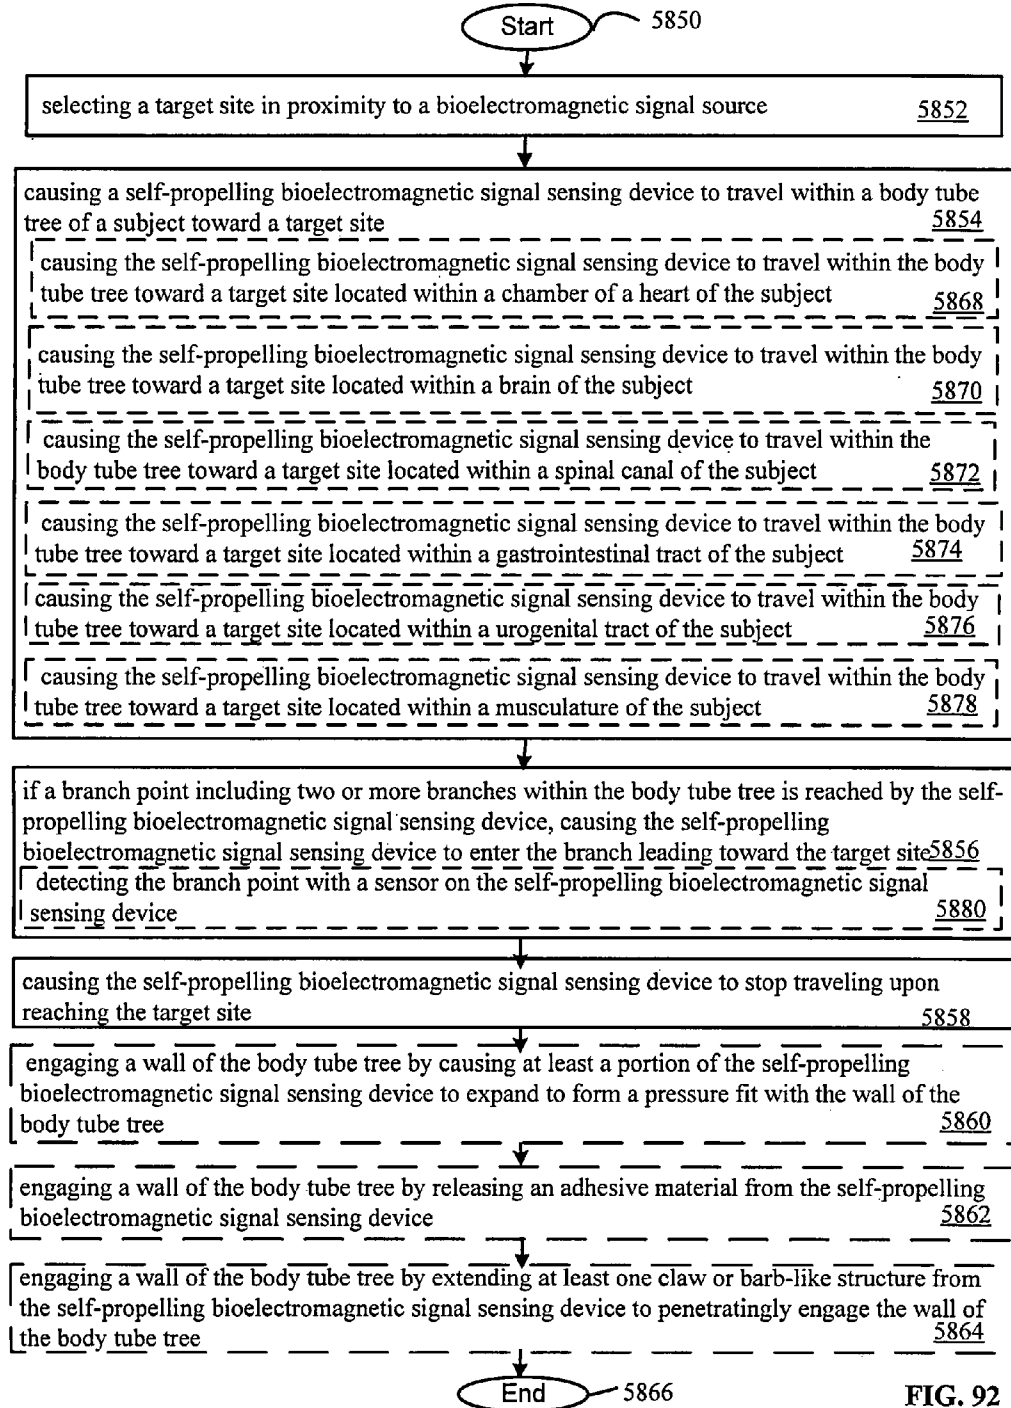 Start 5850
selecting a target site in proximity to a bioelectromagnetic signal source 5852
causing a self-propelling bioelectromagnetic signal sensing device to travel within a body tube
tree of a subject toward a target site 5854
causing the self-propelling bioelectromagnetic signal sensing device to travel within the body
tube tree toward a target site located within a chamber of a heart of the subject 5868
causing the self-propelling bioelectromagnetic signal sensing device to travel within the body
tube tree toward a target site located within a brain of the subject 5870
causing the self-propelling bioelectromagnetic signal sensing device to travel within the
body tube tree toward a target site located within a spinal canal of the subject 5872
causing the self-propelling bioelectromagnetic signal sensing device to travel within the body
tube tree toward a target site located within a gastrointestinal tract of the subject 5874
causing the self-propelling bioelectromagnetic signal sensing device to travel within the body
tube tree toward a target site located within a urogenital tract of the subject 5876
causing the self-propelling bioelectromagnetic signal sensing device to travel within the body
tube tree toward a target site located within a musculature of the subject 5878
if a branch point including two or more branches within the body tube tree is reached by the self-
propelling bioelectromagnetic signal sensing device, causing the self-propelling
bioelectromagnetic signal sensing device to enter the branch leading toward the target site 5856
detecting the branch point with a sensor on the self-propelling bioelectromagnetic signal
sensing device 5880
causing the self-propelling bioelectromagnetic signal sensing device to stop traveling upon
reaching the target site 5858
engaging a wall of the body tube tree by causing at least a portion of the self-propelling
bioelectromagnetic signal sensing device to expand to form a pressure fit with the wall of the
body tube tree 5860
engaging a wall of the body tube tree by releasing an adhesive material from the self-propelling
bioelectromagnetic signal sensing device 5862
engaging a wall of the body tube tree by extending at least one claw or barb-like structure from
the self-propelling bioelectromagnetic signal sensing device to penetratingly engage the wall of
the body tube tree 5864
End 5866
FIG. 92